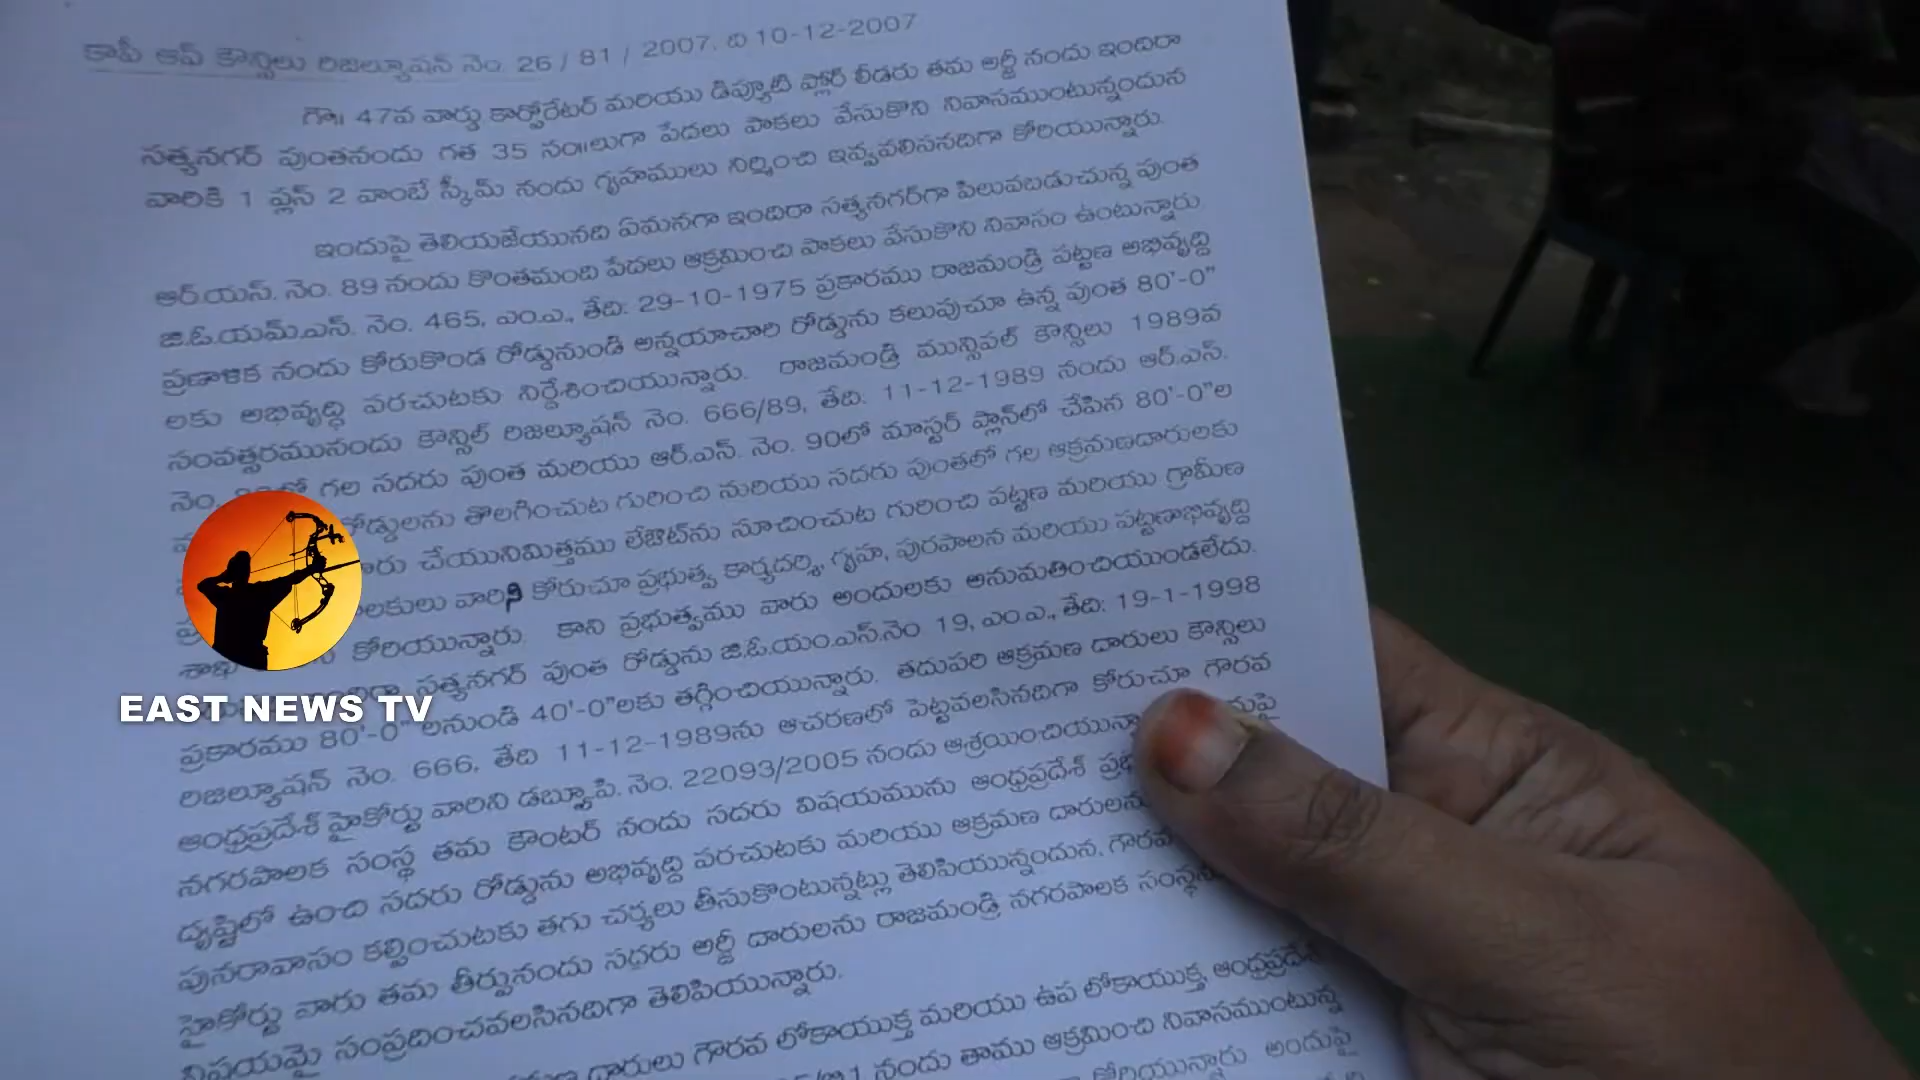 కాపీ ఆఫ్ కౌన్సిలు రిజల్యూషన్ నెం. 26 / 81 / 2007. ది 10-12-2007
గౌ॥ 47వ వార్డు కార్పోరేటర్ మరియు డిప్యూటి ఫ్లోర్ లీడరు తమ అర్జీ నందు ఇందిరా
సత్యనగర్ పుంతనందు గత 35 సం॥లుగా పేదలు పాకలు వేసుకొని నివాసముంటున్నందున
వారికి 1 ప్లస్ 2 వాంబే స్కీమ్ నందు గృహములు నిర్మించి ఇవ్వవలసినదిగా కోరియున్నారు.
ఇందుపై తెలియజేయునది ఏమనగా ఇందిరా సత్యనగర్‌గా పిలువబడుచున్న పుంత
ఆర్.యస్. నెం. 89 నందు కొంతమంది పేదలు ఆక్రమించి పాకలు వేసుకొని నివాసం ఉంటున్నారు
జి.ఓ.యమ్.ఎస్. నెం. 465, ఎం.ఎ., తేది: 29-10-1975 ప్రకారము రాజమండ్రి పట్టణ అభివృద్ది
ప్రణాళిక నందు కోరుకొండ రోడ్డునుండి అన్నయాచారి రోడ్డును కలుపుచూ ఉన్న పుంత 80'-0"
లకు అభివృద్ధి పరచుటకు నిర్దేశించియున్నారు. రాజమండ్రి మున్సిపల్ కౌన్సిలు 1989వ
సంవత్సరమునందు కౌన్సిల్ రిజల్యూషన్ నెం. 666/89, తేది: 11-12-1989 నందు ఆర్.ఎస్.
నెం. గల సదరు పుంత మరియు ఆర్.ఎస్. నెం. 90లో మాస్టర్ ప్లాన్‌లో చేపిన 80'-0"ల
రోడ్డులను తొలగించుట గురించి మరియు సదరు పుంతలో గల ఆక్రమణదారులకు
చేయునిమిత్తము లేఔట్‌ను సూచించుట గురించి పట్టణ మరియు గ్రామీణ
వారిని కోరుచూ ప్రభుత్వ కార్యదర్శి, గృహ, పురపాలన మరియు పట్టణాభివృద్ది
కోరియున్నారు. కాని ప్రభుత్వము వారు అందులకు అనుమతించియుండలేదు.
సత్యనగర్ పుంత రోడ్డును జి.ఓ.యం.ఎస్.నెం. 19, ఎం.ఎ., తేది: 19-1-1998
ప్రకారము 80'-0" లనుండి 40'-0"లకు తగ్గించియున్నారు. తదుపరి ఆక్రమణ దారులు కౌన్సిలు
రిజల్యూషన్ నెం. 666, తేది 11-12-1989ను ఆచరణలో పెట్టవలసినదిగా కోరుచూ గౌరవ
ఆంధ్రప్రదేశ్ హైకోర్టు వారిని డబ్ల్యూపి. నెం. 22093/2005 నందు ఆశ్రయించియున్నా
నగరపాలక సంస్థ తమ కౌంటర్ నందు సదరు విషయమును ఆంధ్రప్రదేశ్
దృష్టిలో ఉంచి సదరు రోడ్డును అభివృద్ది పరచుటకు మరియు ఆక్రమణ దారులను
పునరావాసం కల్పించుటకు తగు చర్యలు తీసుకొంటున్నట్లు తెలిపియున్నందున, గౌరవ
హైకోర్టు వారు తమ తీర్పునందు సదరు అర్జీ దారులను రాజమండ్రి నగరపాలక
విషయమై సంప్రదించవలసినదిగా తెలిపియున్నారు.
దారులు గౌరవ లోకాయుక్త మరియు ఉప లోకాయుక్త, ఆంధ్రప్రదేశ్
నందు తాము ఆక్రమించి నివాసముంటున్న
కోరియున్నారు అందుపై
EAST NEWS TV